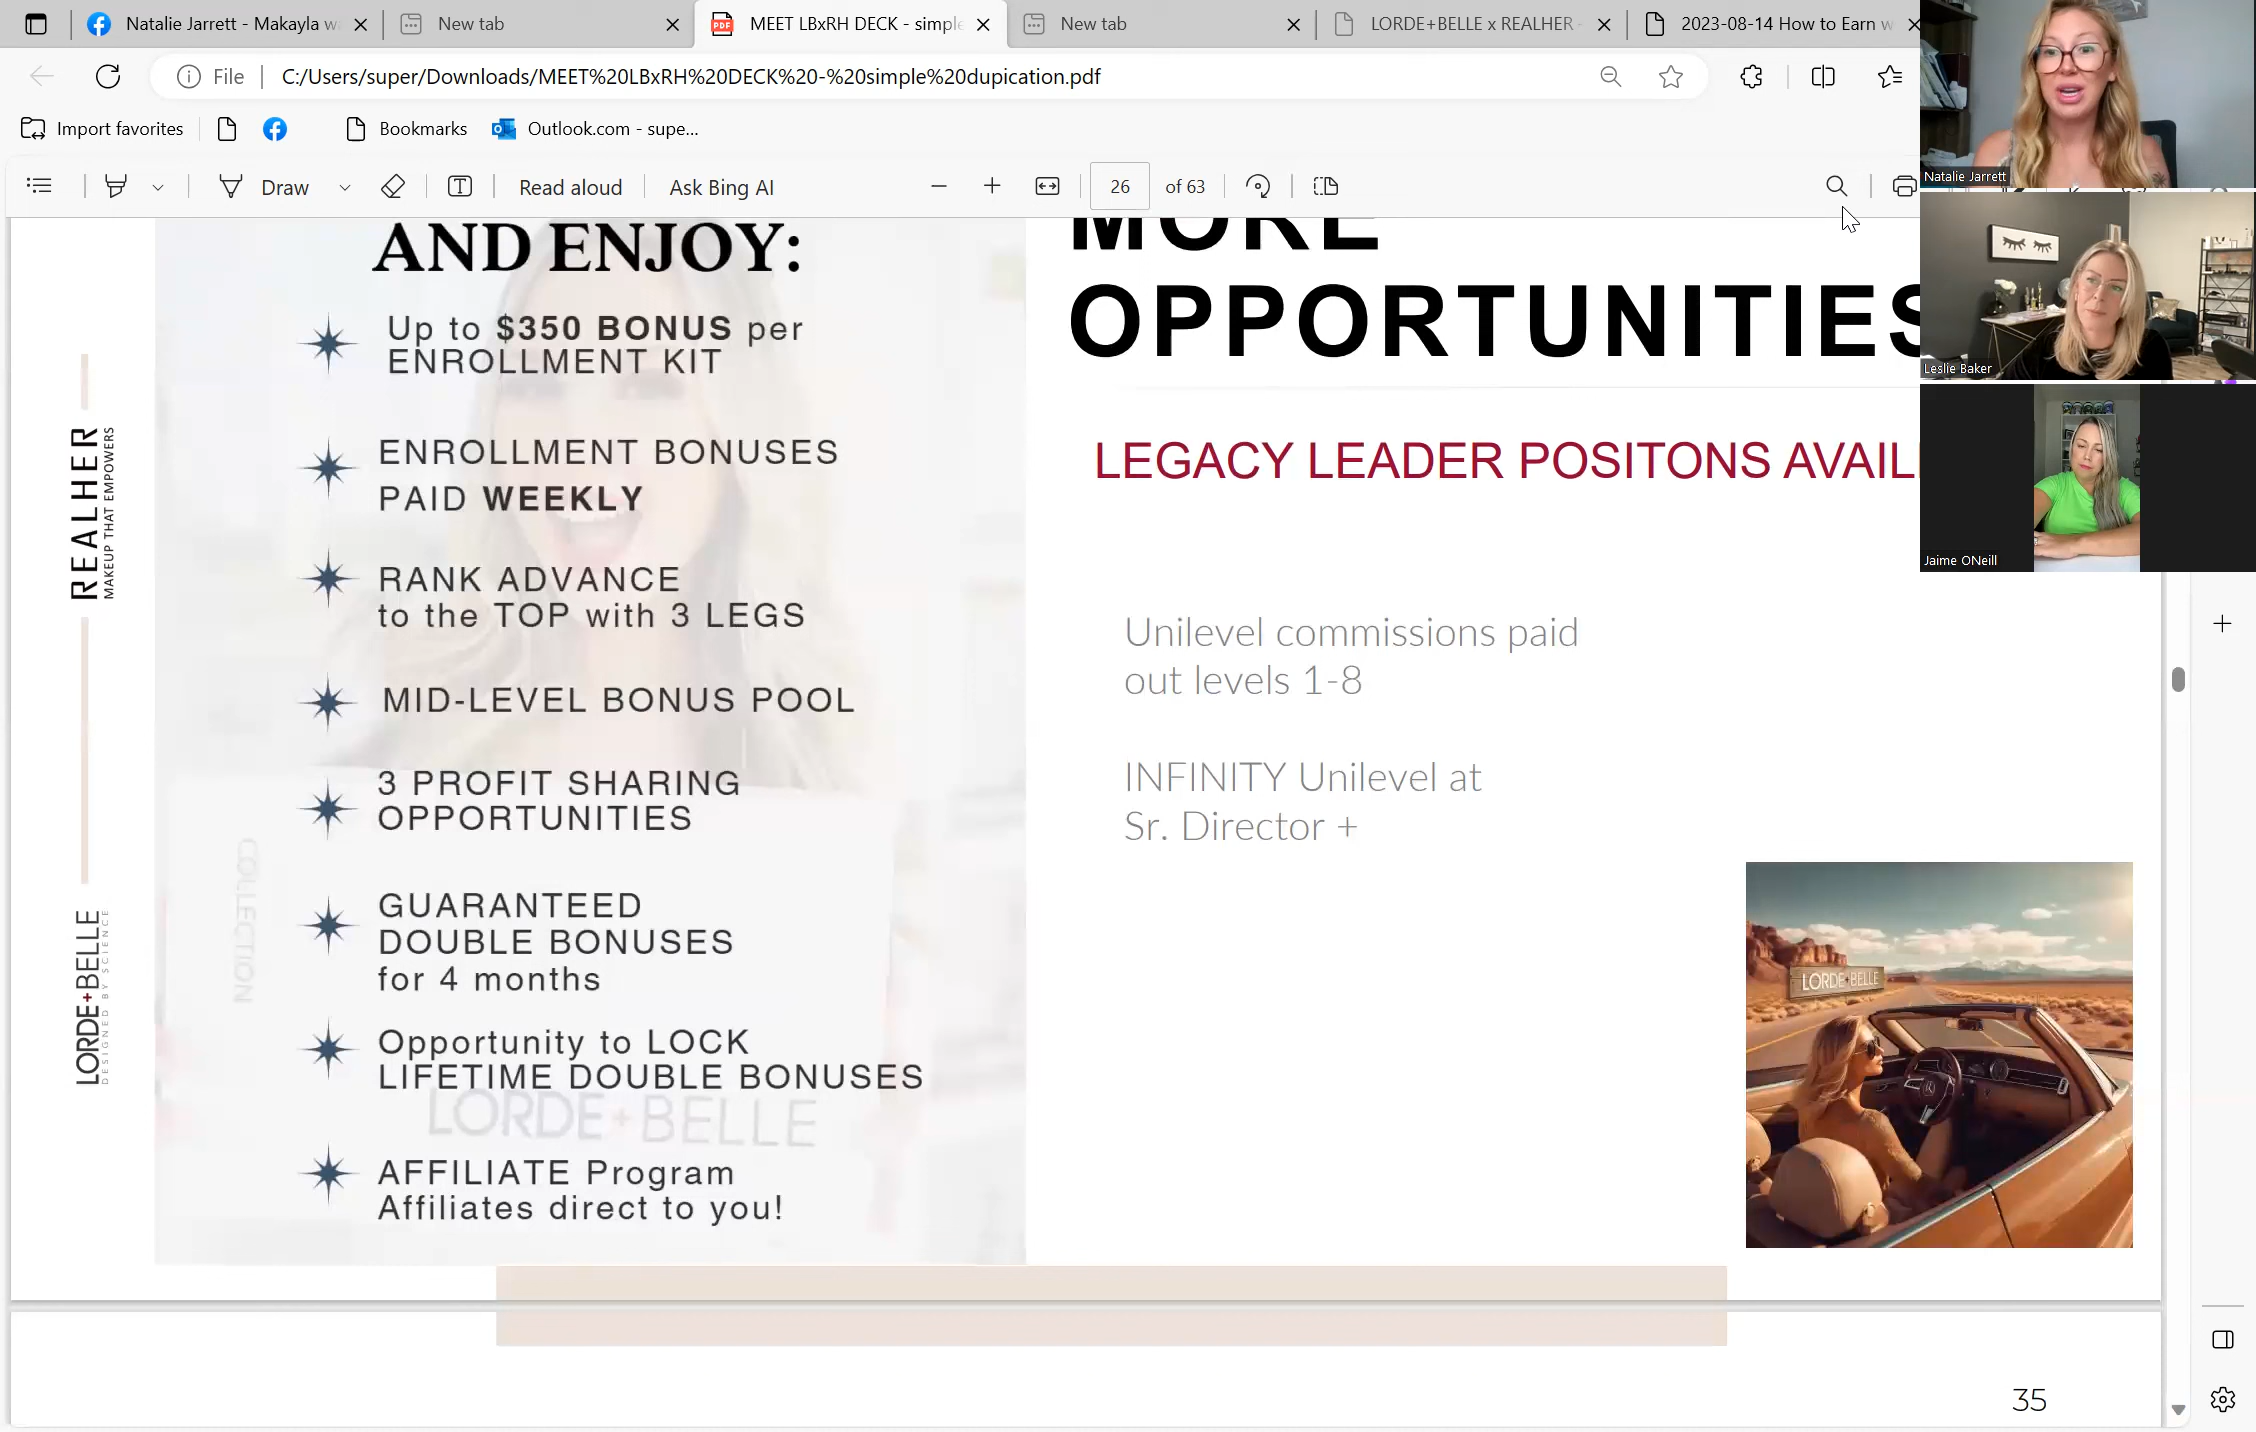 Natalie Jarrett - Makayla w
New tab
MEET LBxRH DECK - simple
New tab
LORDE+BELLE x REALHER -
2023-08-14 How to Earn w
File
C:/Users/super/Downloads/MEET%20LBxRH%20DECK%20-%20simple%20dupication.pdf
Import favorites
Bookmarks
Outlook.com - supe...
Draw
Read aloud
Ask Bing AI
26
of 63
Natalie Jarrett
Leslie Baker
Jaime ONeill
REALHER
MAKEUP THAT EMPOWERS
LORDE+BELLE
DESIGNED BY SCIENCE
AND ENJOY:
Up to $350 BONUS per
ENROLLMENT KIT
ENROLLMENT BONUSES
PAID WEEKLY
RANK ADVANCE
to the TOP with 3 LEGS
MID-LEVEL BONUS POOL
3 PROFIT SHARING
OPPORTUNITIES
GUARANTEED
DOUBLE BONUSES
for 4 months
Opportunity to LOCK
LIFETIME DOUBLE BONUSES
AFFILIATE Program
Affiliates direct to you!
COLLECTION
LORDE+BELLE
MORE
OPPORTUNITIES
LEGACY LEADER POSITONS AVAIL
Unilevel commissions paid
out levels 1-8
INFINITY Unilevel at
Sr. Director +
LORDE+BELLE
35